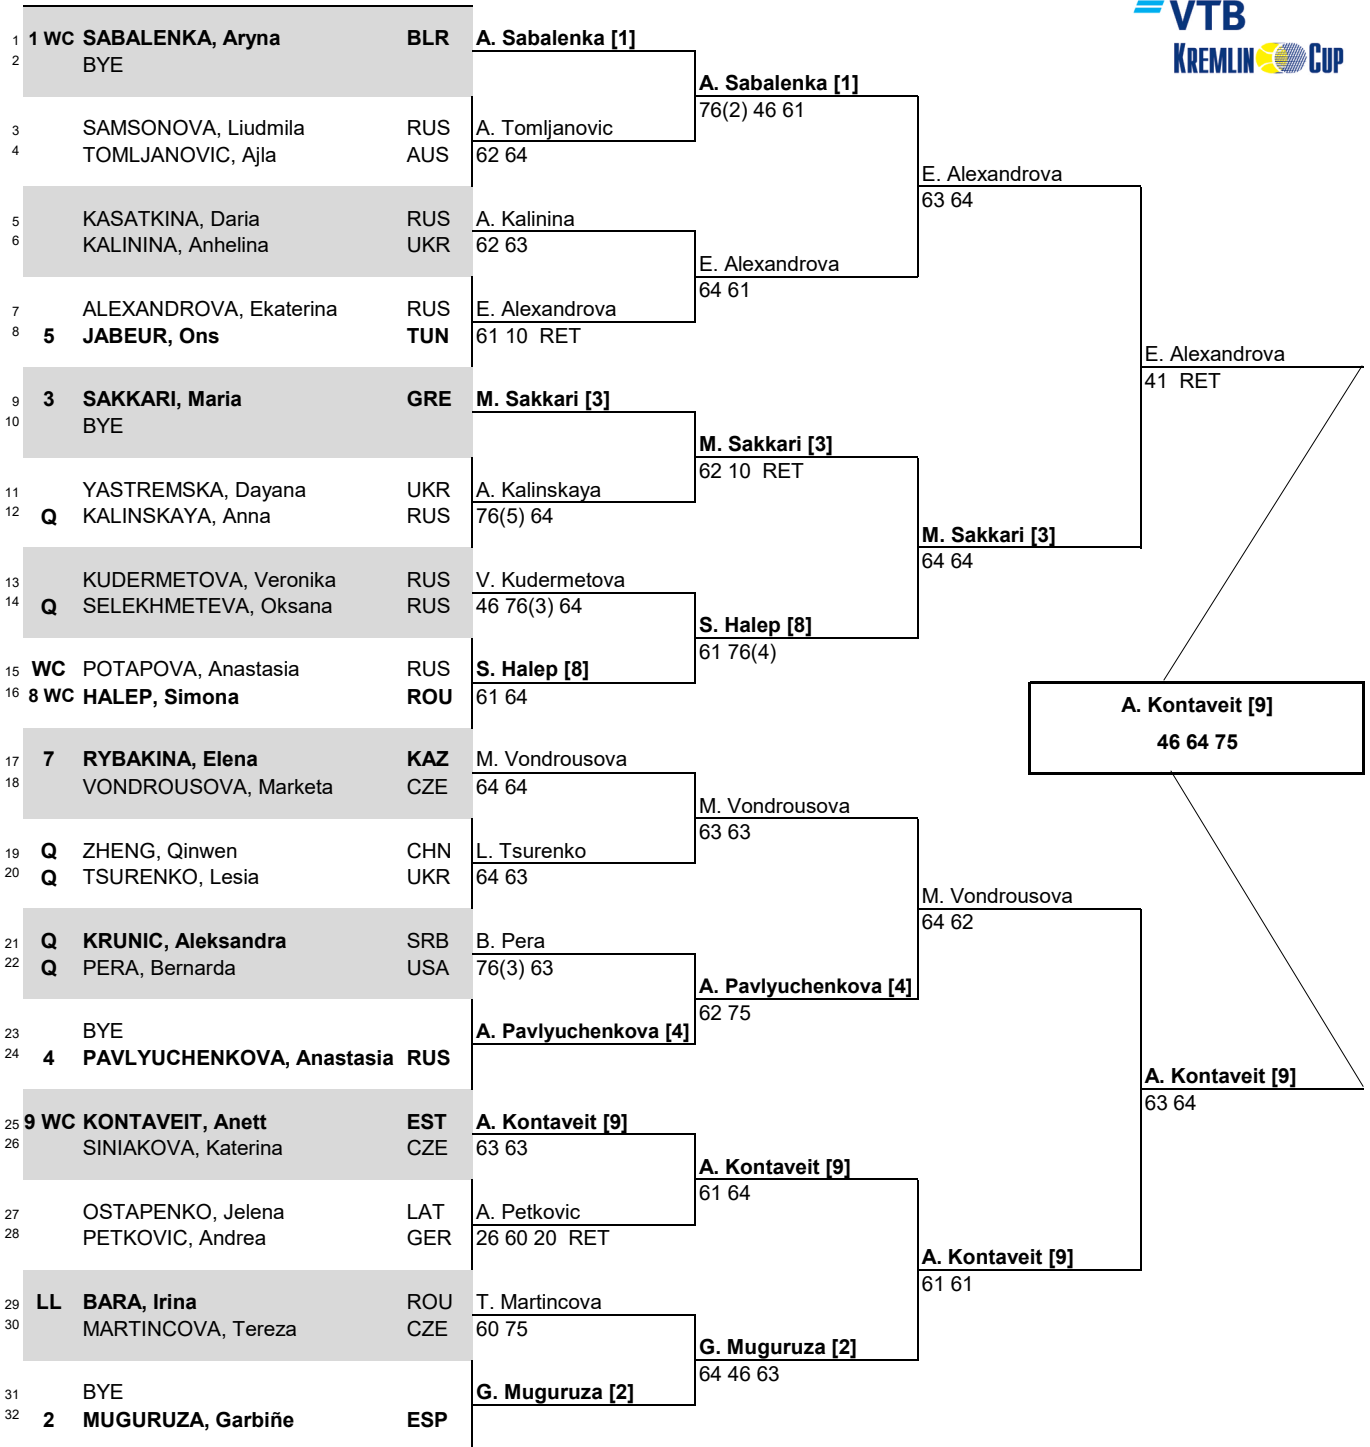 VTB
KREMLIN CUP
1 1 WC SABALENKA, Aryna BLR A. Sabalenka [1]
2 BYE
A. Sabalenka [1]
76(2) 46 61
3 SAMSONOVA, Liudmila RUS A. Tomljanovic
4 TOMLJANOVIC, Ajla AUS 62 64
E. Alexandrova
63 64
5 KASATKINA, Daria RUS A. Kalinina
6 KALININA, Anhelina UKR 62 63
E. Alexandrova
64 61
7 ALEXANDROVA, Ekaterina RUS E. Alexandrova
8 5 JABEUR, Ons TUN 61 10 RET
E. Alexandrova
41 RET
9 3 SAKKARI, Maria GRE M. Sakkari [3]
10 BYE
M. Sakkari [3]
62 10 RET
11 YASTREMSKA, Dayana UKR A. Kalinskaya
12 Q KALINSKAYA, Anna RUS 76(5) 64
M. Sakkari [3]
64 64
13 KUDERMETOVA, Veronika RUS V. Kudermetova
14 Q SELEKHMETEVA, Oksana RUS 46 76(3) 64
S. Halep [8]
61 76(4)
15 WC POTAPOVA, Anastasia RUS S. Halep [8]
16 8 WC HALEP, Simona ROU 61 64
A. Kontaveit [9]
46 64 75
17 7 RYBAKINA, Elena KAZ M. Vondrousova
18 VONDROUSOVA, Marketa CZE 64 64
M. Vondrousova
63 63
19 Q ZHENG, Qinwen CHN L. Tsurenko
20 Q TSURENKO, Lesia UKR 64 63
M. Vondrousova
64 62
21 Q KRUNIC, Aleksandra SRB B. Pera
22 Q PERA, Bernarda USA 76(3) 63
A. Pavlyuchenkova [4]
62 75
23 BYE A. Pavlyuchenkova [4]
24 4 PAVLYUCHENKOVA, Anastasia RUS
A. Kontaveit [9]
63 64
25 9 WC KONTAVEIT, Anett EST A. Kontaveit [9]
26 SINIAKOVA, Katerina CZE 63 63
A. Kontaveit [9]
61 64
27 OSTAPENKO, Jelena LAT A. Petkovic
28 PETKOVIC, Andrea GER 26 60 20 RET
A. Kontaveit [9]
61 61
29 LL BARA, Irina ROU T. Martincova
30 MARTINCOVA, Tereza CZE 60 75
G. Muguruza [2]
64 46 63
31 BYE G. Muguruza [2]
32 2 MUGURUZA, Garbiñe ESP